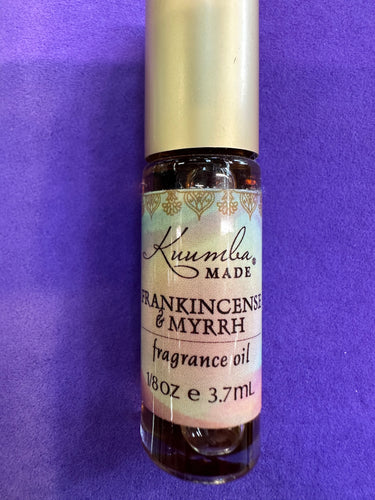 Kuumba®
MADE
FRANKINCENSE
& MYRRH
fragrance oil
1/8 OZ e 3.7mL